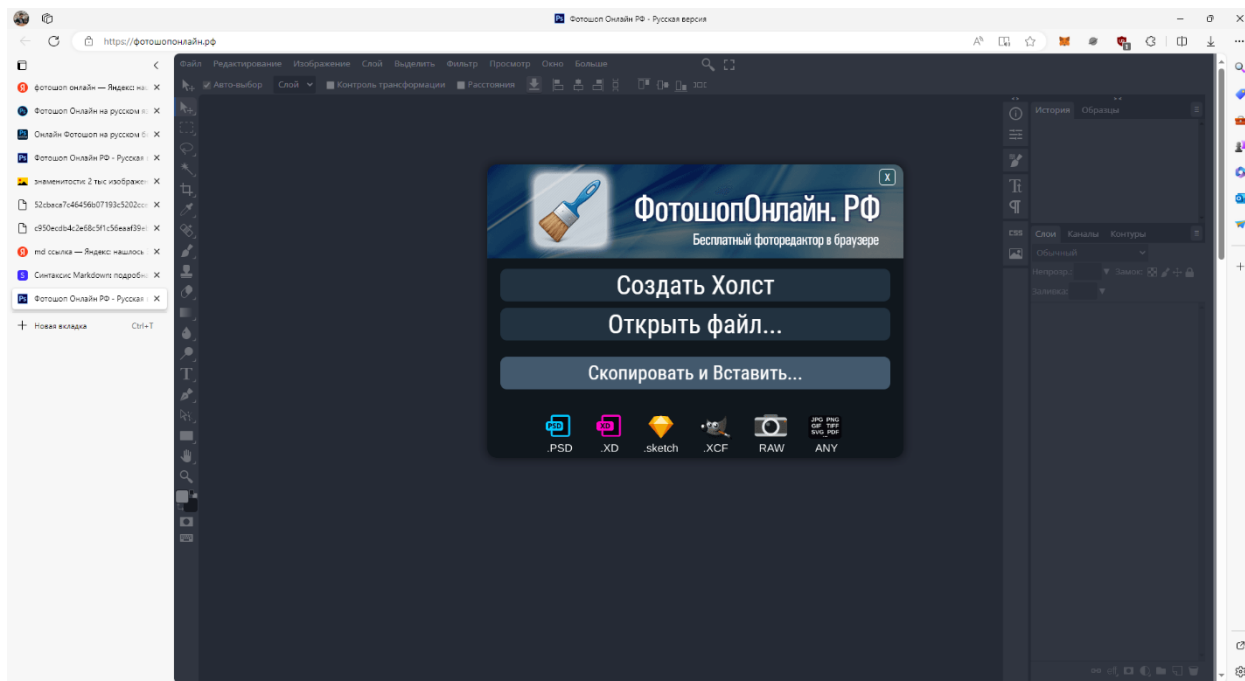 Фотошоп Онлайн РФ - Русская версия
https://фотошопонлайн.рф
фотошоп онлайн — Яндекс: на
Фотошоп Онлайн на русском я
Онлайн Фотошоп на русском б
Фотошоп Онлайн РФ - Русская
знаменитости: 2 тыс изображе
md ссылка — Яндекс: нашлось
Синтаксис Markdown: подробн
Фотошоп Онлайн РФ - Русская
Новая вкладка Ctrl+T
Файл Редактирование Изображение Слой Выделить Фильтр Просмотр Окно Больше
Авто-выбор Слой Контроль трансформации Расстояния
ФотошопОнлайн. РФ
Бесплатный фоторедактор в браузере
X
Создать Холст
Открыть файл...
Скопировать и Вставить...
PSD XD JPG PNG
GIF TIFF
SVG PDF
.PSD .XD .sketch .XCF RAW ANY
История Образцы
CSS
Слои Каналы Контуры
Обычный
Непрозр.: Замок:
Заливка: